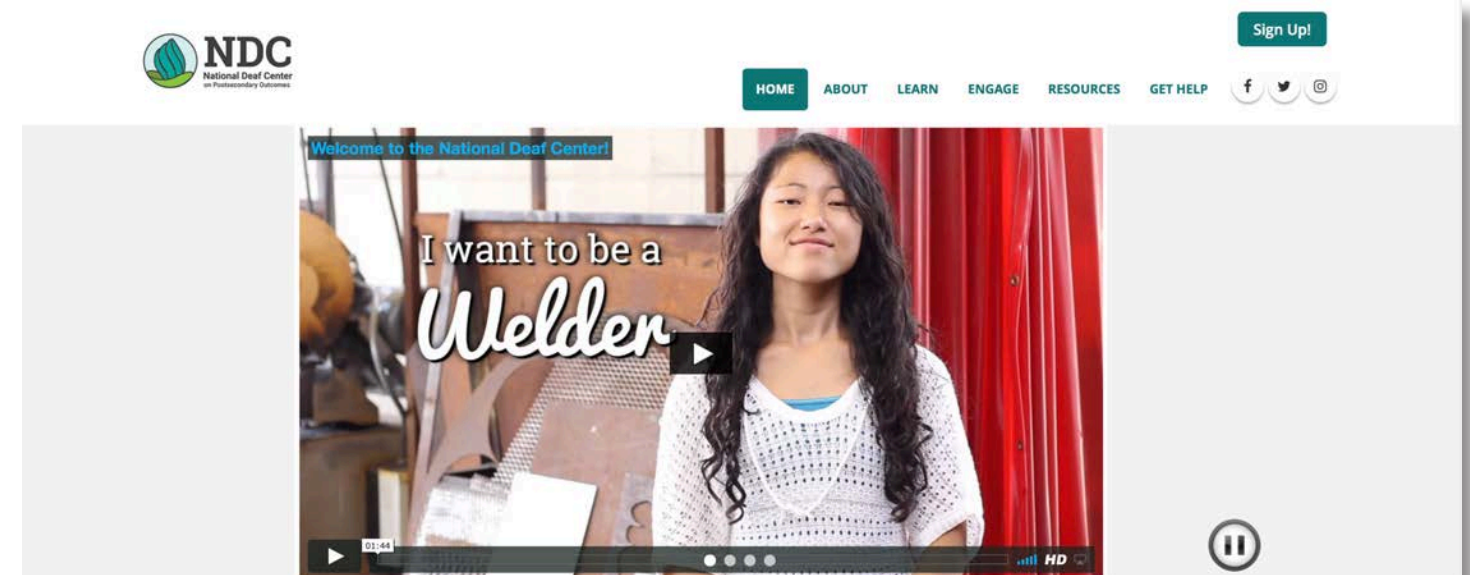 Sign Up!
NDC
National Deaf Center
on Postsecondary Outcomes
HOME ABOUT LEARN ENGAGE RESOURCES GET HELP
Welcome to the National Deaf Center!
I want to be a
Welder
01:44
HD